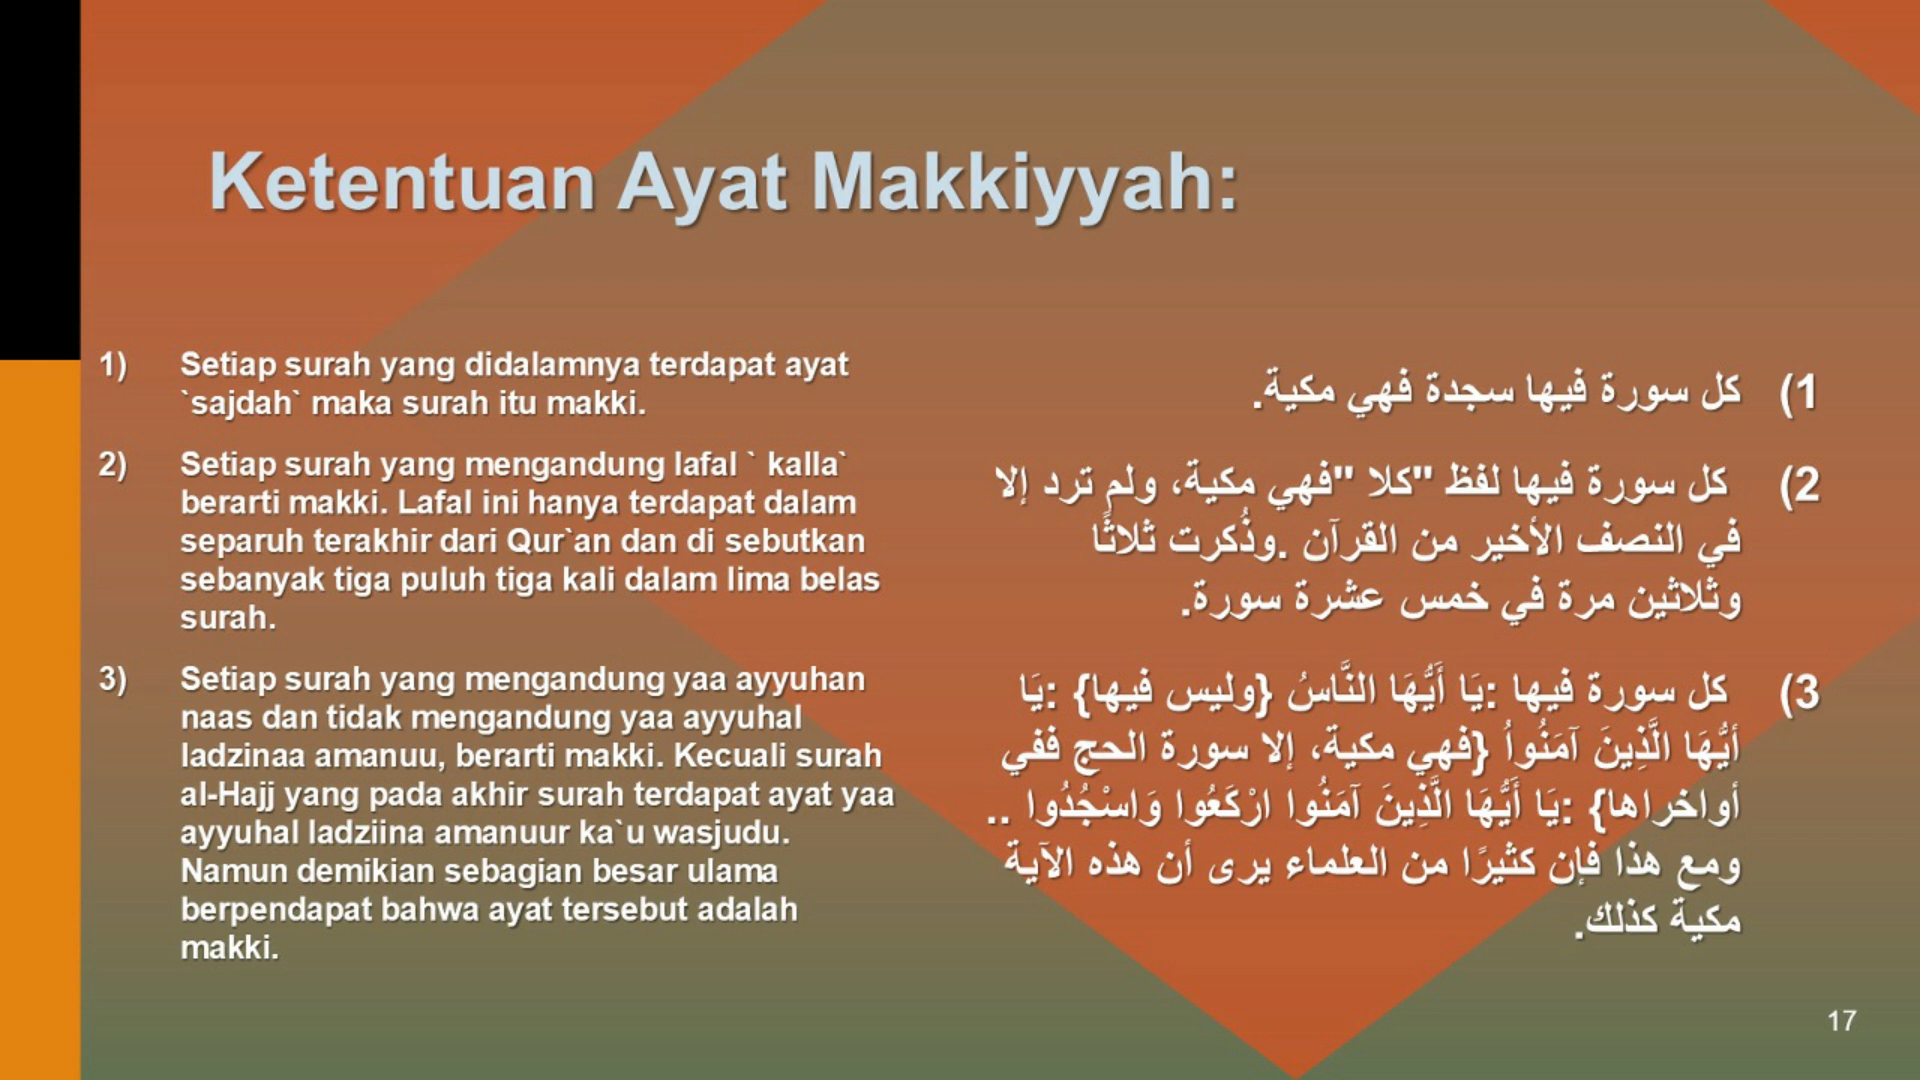 Ketentuan Ayat Makkiyyah:
1) Setiap surah yang didalamnya terdapat ayat
`sajdah` maka surah itu makki.
2) Setiap surah yang mengandung lafal ` kalla`
berarti makki. Lafal ini hanya terdapat dalam
separuh terakhir dari Qur`an dan di sebutkan
sebanyak tiga puluh tiga kali dalam lima belas
surah.
3) Setiap surah yang mengandung yaa ayyuhan
naas dan tidak mengandung yaa ayyuhal
ladzinaa amanuu, berarti makki. Kecuali surah
al-Hajj yang pada akhir surah terdapat ayat yaa
ayyuhal ladziina amanuur ka`u wasjudu.
Namun demikian sebagian besar ulama
berpendapat bahwa ayat tersebut adalah
makki.
1) كل سورة فيها سجدة فهي مكية.
2) كل سورة فيها لفظ "كلا "فهي مكية، ولم ترد إلا
في النصف الأخير من القرآن .وذُكرت ثلاثًا
وثلاثين مرة في خمس عشرة سورة.
3) كل سورة فيها :يَا أَيُّهَا النَّاسُ {وليس فيها} :يَا
أَيُّهَا الَّذِينَ آمَنُواْ {فهي مكية، إلا سورة الحج ففي
أواخراها} :يَا أَيُّهَا الَّذِينَ آمَنُوا ارْكَعُوا وَاسْجُدُوا ..
ومع هذا فإن كثيرًا من العلماء يرى أن هذه الآية
مكية كذلك.
17